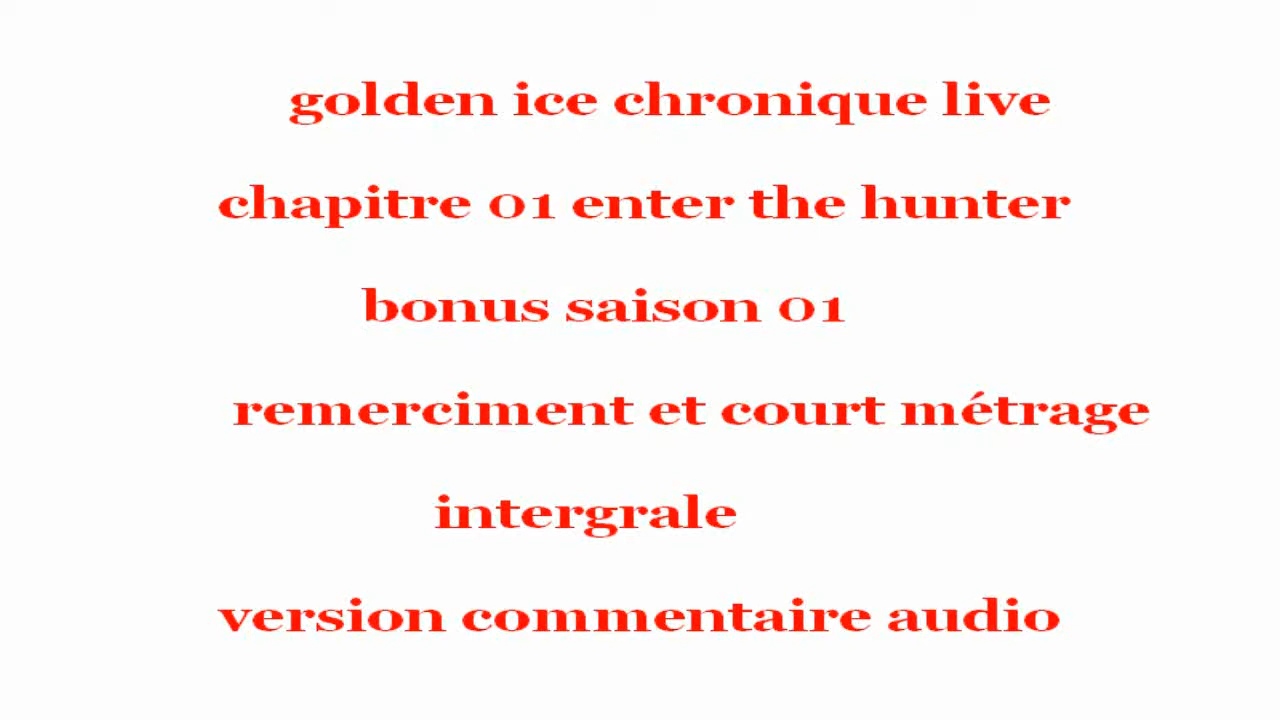 golden ice chronique live
chapitre 01 enter the hunter
bonus saison 01
remerciment et court métrage
intergrale
version commentaire audio